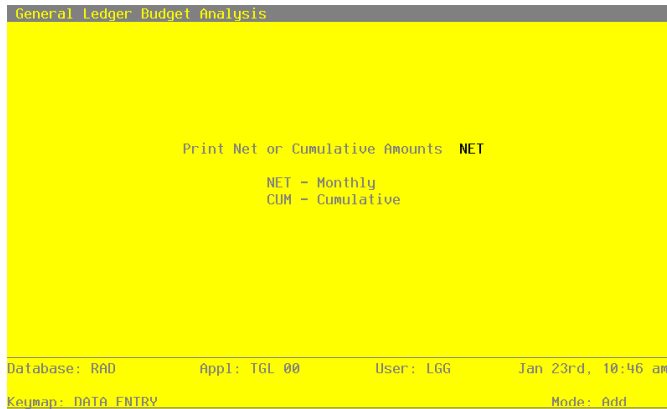 General Ledger Budget Analysis
Print Net or Cumulative Amounts NET
NET - Monthly
CUM - Cumulative
Database: RAD Appl: TGL 00 User: LGG Jan 23rd, 10:46 am
Keymap: DATA ENTRY Mode: Add